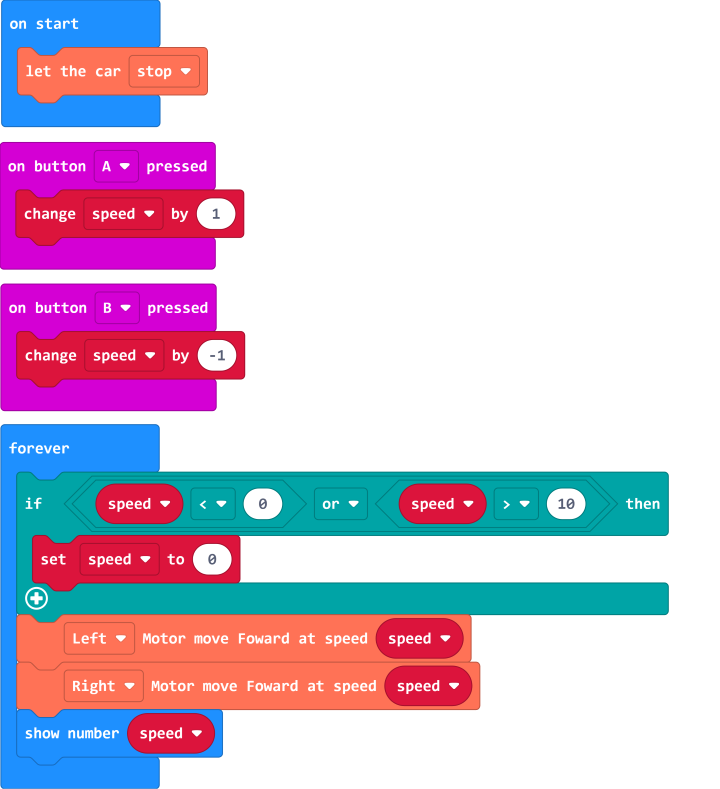 on start
let the car stop
on button A pressed
change speed by 1
on button B pressed
change speed by -1
forever
if speed < 0 or speed > 10 then
set speed to 0
Left Motor move Foward at speed speed
Right Motor move Foward at speed speed
show number speed